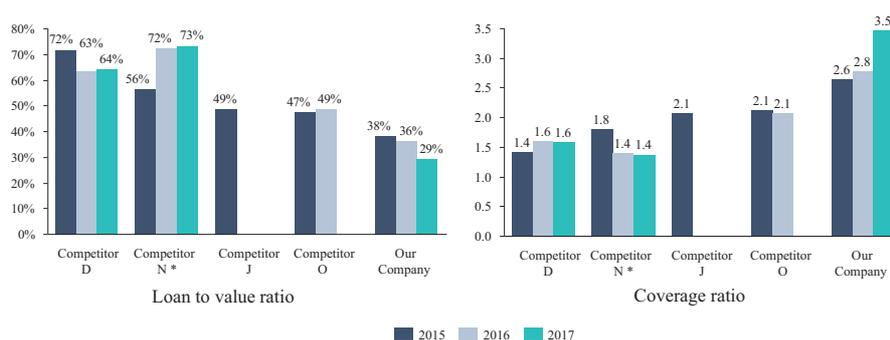 80%
70%
60%
50%
40%
30%
20%
10%
0%
72%
63%
64%
56%
72%
73%
49%
47%
49%
38%
36%
29%
Competitor
D
Competitor
N *
Competitor
J
Competitor
O
Our
Company
Loan to value ratio
3.5
3.0
2.5
2.0
1.5
1.0
0.5
0.0
1.4
1.6
1.6
1.8
1.4
1.4
2.1
2.1
2.1
2.6
2.8
3.5
Competitor
D
Competitor
N *
Competitor
J
Competitor
O
Our
Company
Coverage ratio
2015 2016 2017